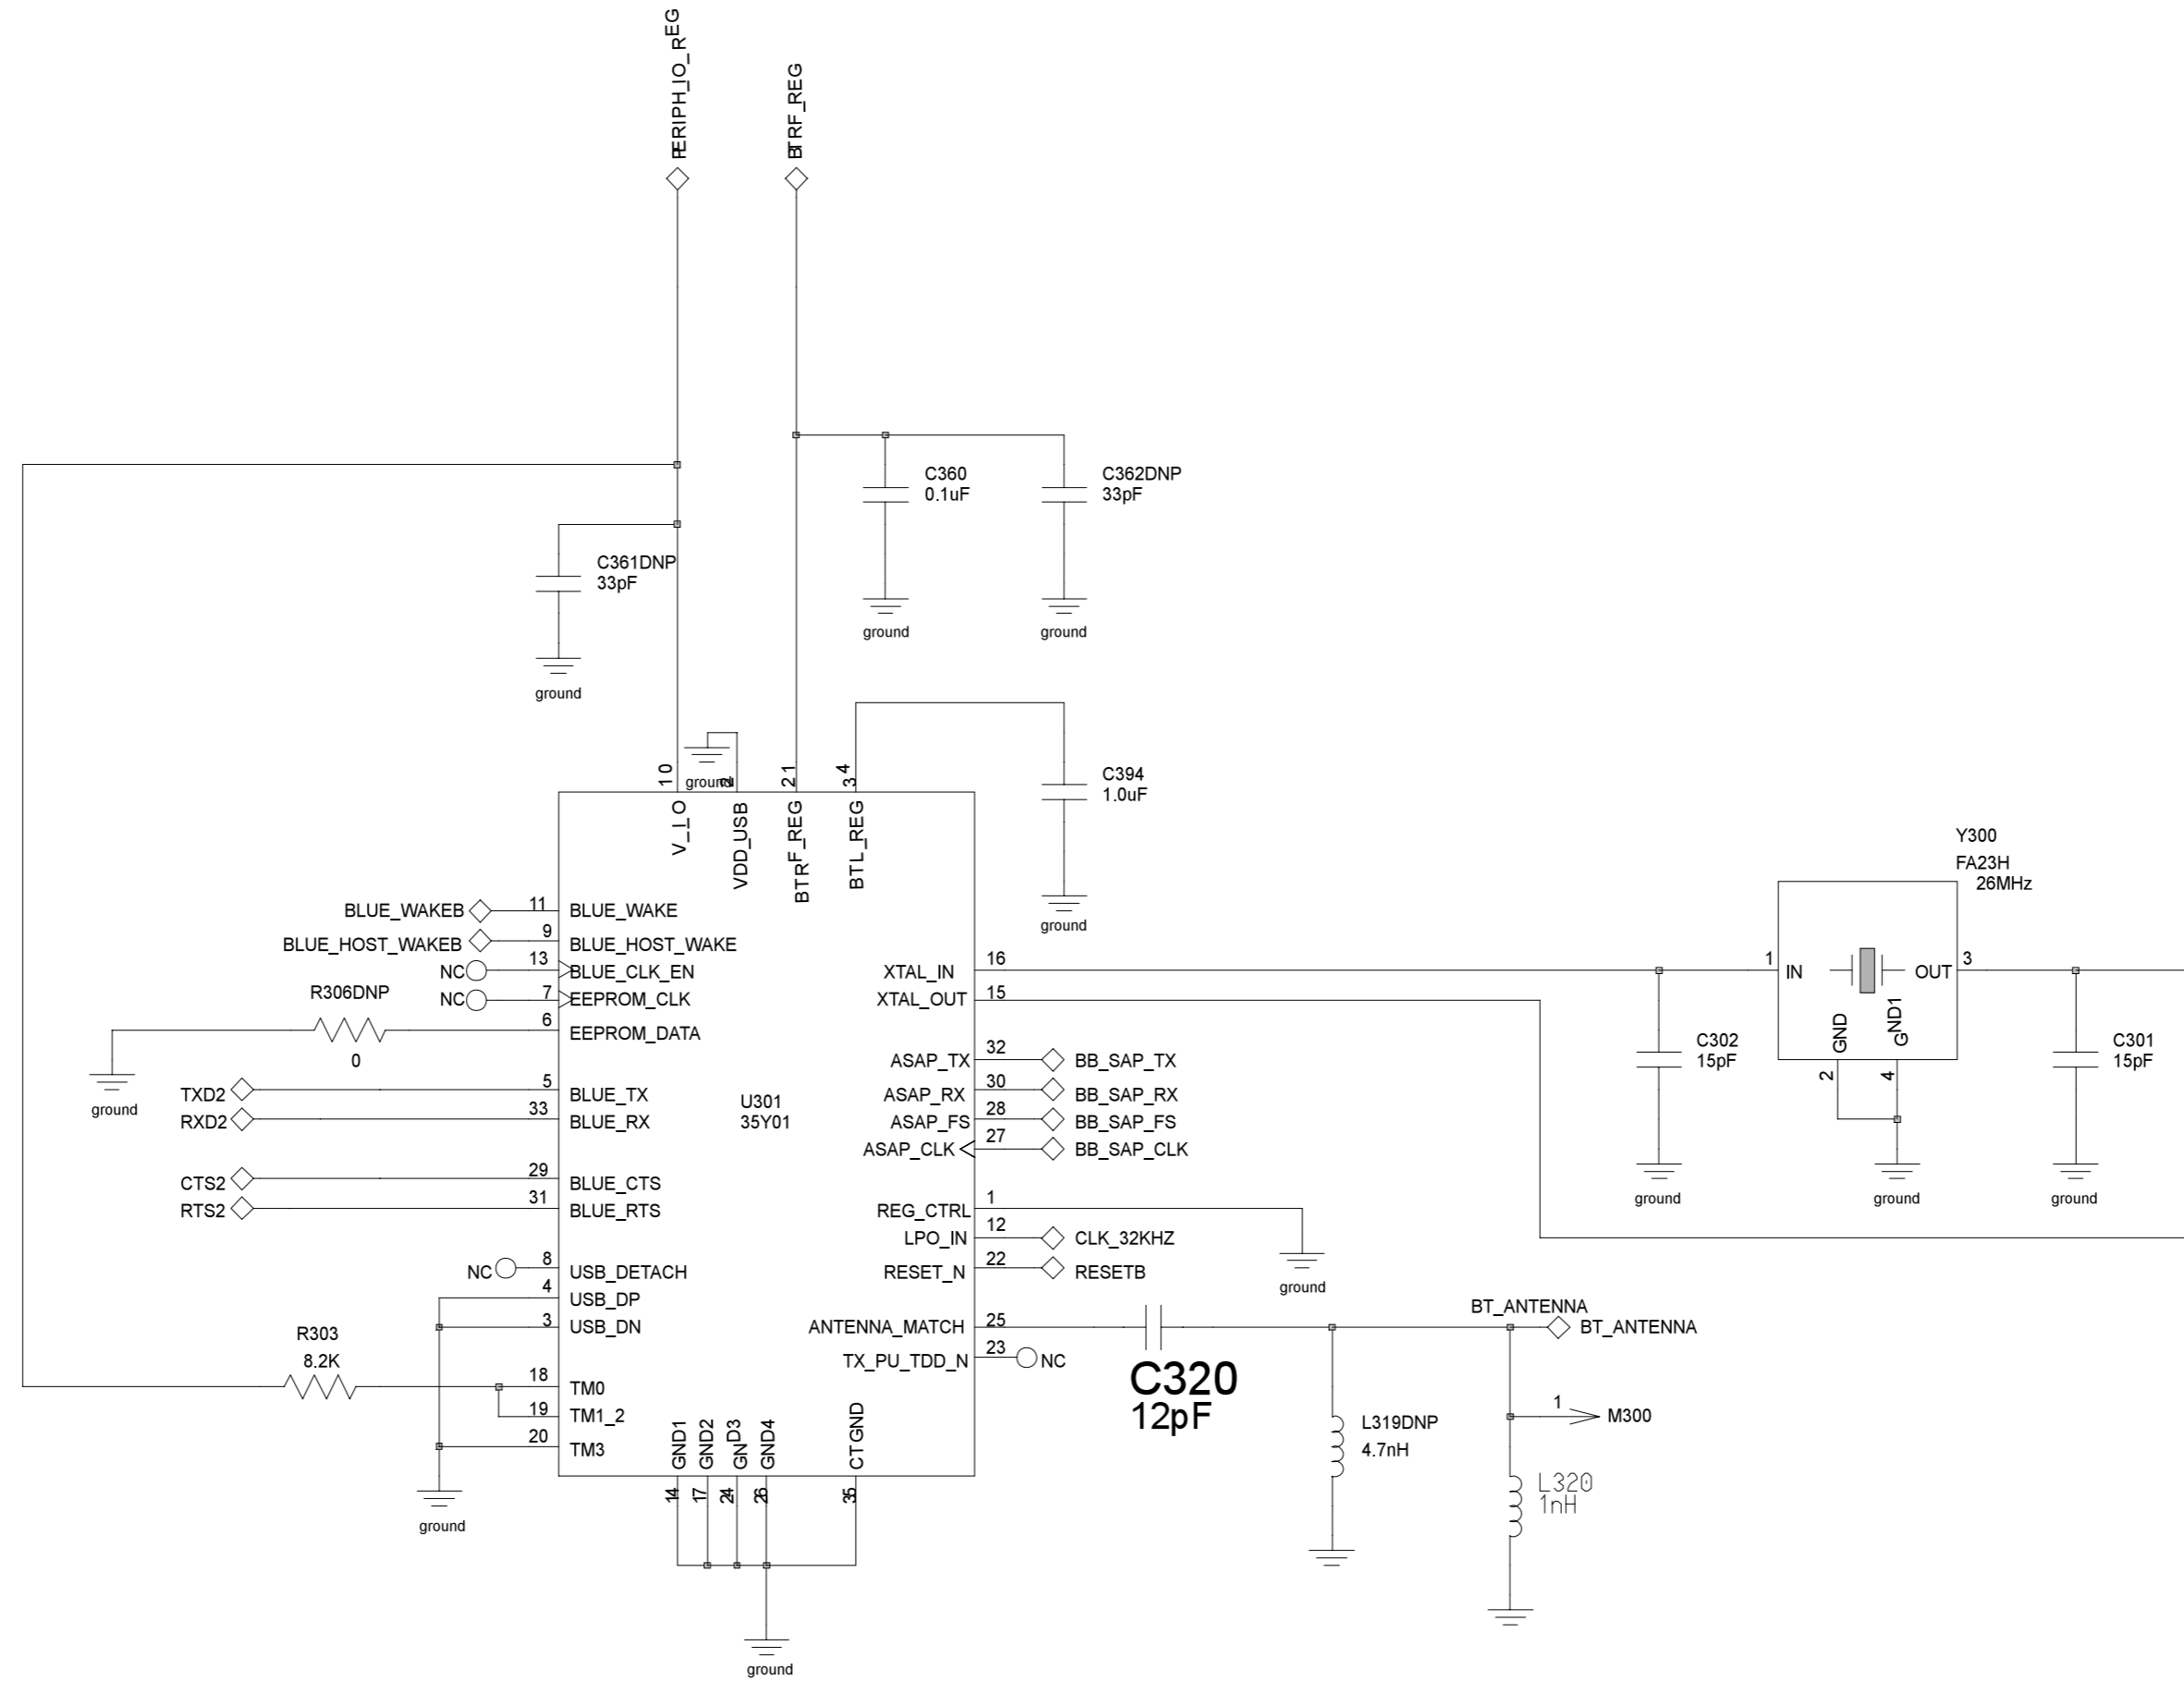 PERIPH_IO_REG
BTRF_REG
C360
0.1uF
C362DNP
33pF
C361DNP
33pF
ground
ground
ground
C394
1.0uF
ground
ground
10
2
21
34
V_I_O
VDD_USB
BTRF_REG
BTL_REG
Y300
FA23H
26MHz
1
IN
OUT
3
GND
GND1
2
4
C302
15pF
C301
15pF
ground
ground
ground
BLUE_WAKEB
11
BLUE_WAKE
BLUE_HOST_WAKEB
9
BLUE_HOST_WAKE
NC
13
BLUE_CLK_EN
NC
7
EEPROM_CLK
R306DNP
0
6
EEPROM_DATA
ground
TXD2
5
BLUE_TX
RXD2
33
BLUE_RX
CTS2
29
BLUE_CTS
RTS2
31
BLUE_RTS
NC
8
USB_DETACH
4
USB_DP
3
USB_DN
R303
8.2K
18
TM0
19
TM1_2
20
TM3
ground
U301
35Y01
XTAL_IN
16
XTAL_OUT
15
ASAP_TX
32
BB_SAP_TX
ASAP_RX
30
BB_SAP_RX
ASAP_FS
28
BB_SAP_FS
ASAP_CLK
27
BB_SAP_CLK
REG_CTRL
1
ground
LPO_IN
12
CLK_32KHZ
RESET_N
22
RESETB
ANTENNA_MATCH
25
BT_ANTENNA
BT_ANTENNA
TX_PU_TDD_N
23
NC
C320
12pF
L319DNP
4.7nH
1
M300
L320
1nH
GND1
GND2
GND3
GND4
CTGND
14
17
24
26
35
ground